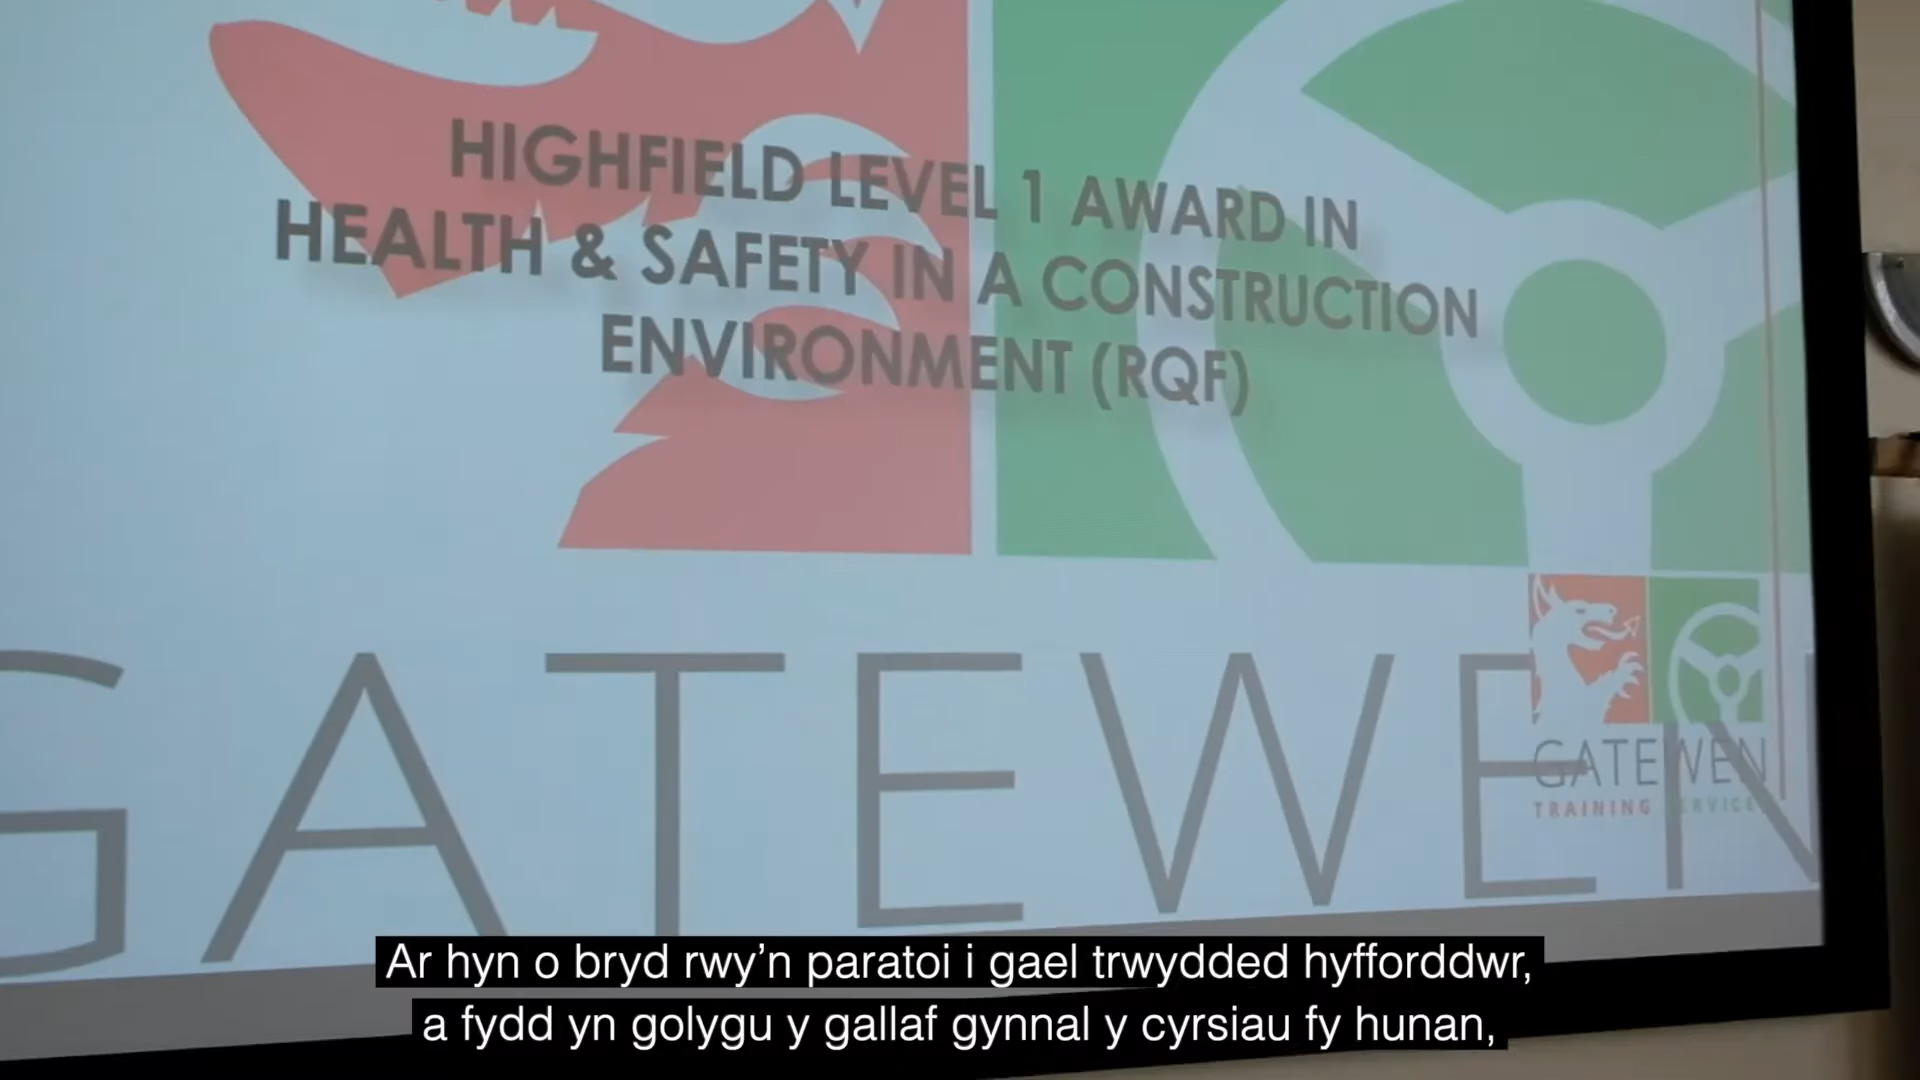 HIGHFIELD LEVEL 1 AWARD IN
HEALTH & SAFETY IN A CONSTRUCTION
ENVIRONMENT (RQF)
GATEWEN
GATEWEN
TRAINING SERVICE
Ar hyn o bryd rwy’n paratoi i gael trwydded hyfforddwr,
a fydd yn golygu y gallaf gynnal y cyrsiau fy hunan,